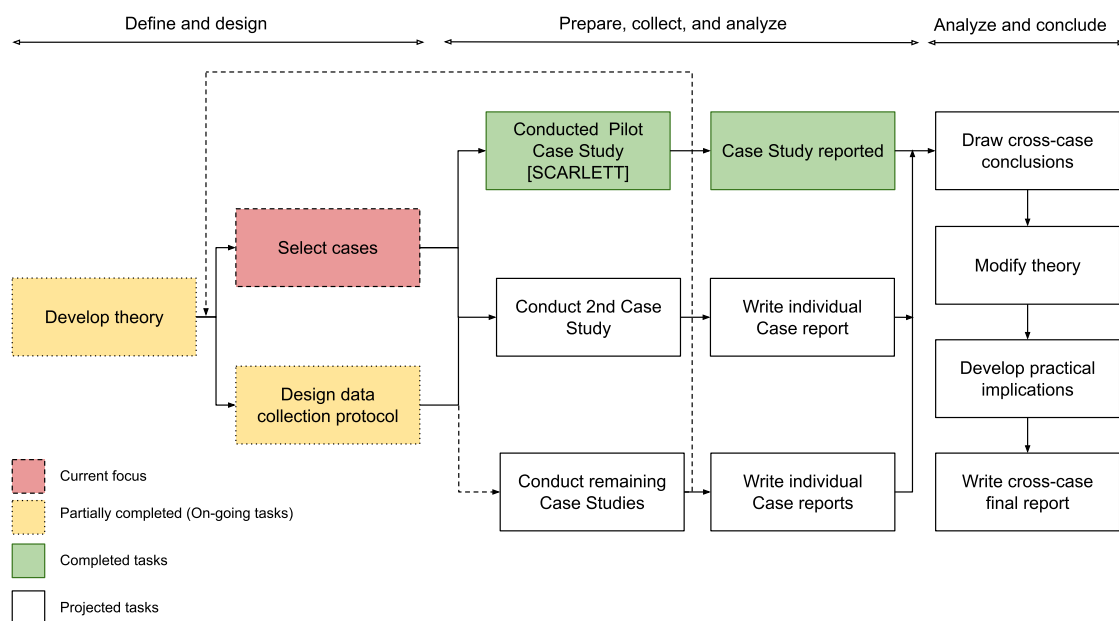 Define and design
Prepare, collect, and analyze
Analyze and conclude
Conducted Pilot
Case Study
[SCARLETT]
Case Study reported
Draw cross-case
conclusions
Select cases
Modify theory
Develop theory
Conduct 2nd Case
Study
Write individual
Case report
Design data
collection protocol
Develop practical
implications
Conduct remaining
Case Studies
Write individual
Case reports
Write cross-case
final report
Current focus
Partially completed (On-going tasks)
Completed tasks
Projected tasks